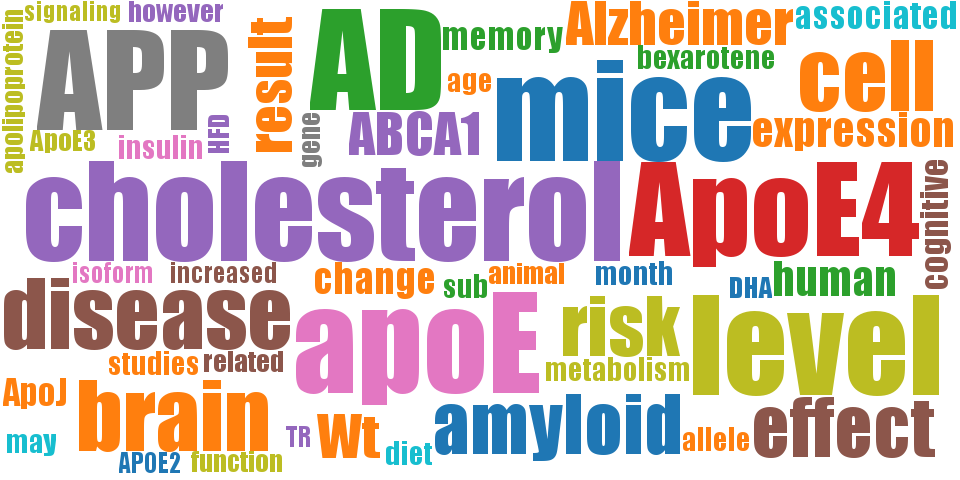 signaling
however
Alzheimer
associated
apolipoprotein
APP
result
AD
memory
bexarotene
cell
age
mice
ApoE3
insulin
HFD
gene
ABCA1
expression
cholesterol
ApoE4
cognitive
isoform
increased
change
sub
animal
month
DHA
human
disease
apoE
risk
level
studies
related
metabolism
ApoJ
brain
Wt
amyloid
allele
effect
may
TR
diet
APOE2
function